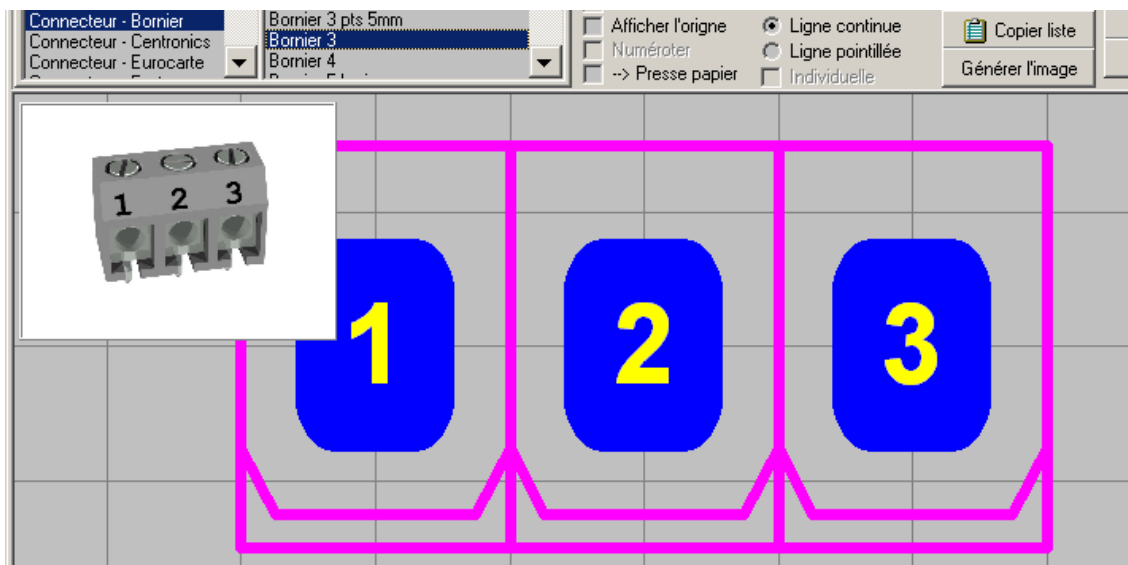 Connecteur - Bornier
Connecteur - Centronics
Connecteur - Eurocarte
Bornier 3 pts 5mm
Bornier 3
Bornier 4
Afficher l'origne
Numéroter
--> Presse papier
Ligne continue
Ligne pointillée
Individuelle
Copier liste
Générer l'image
1 2 3
1 2 3